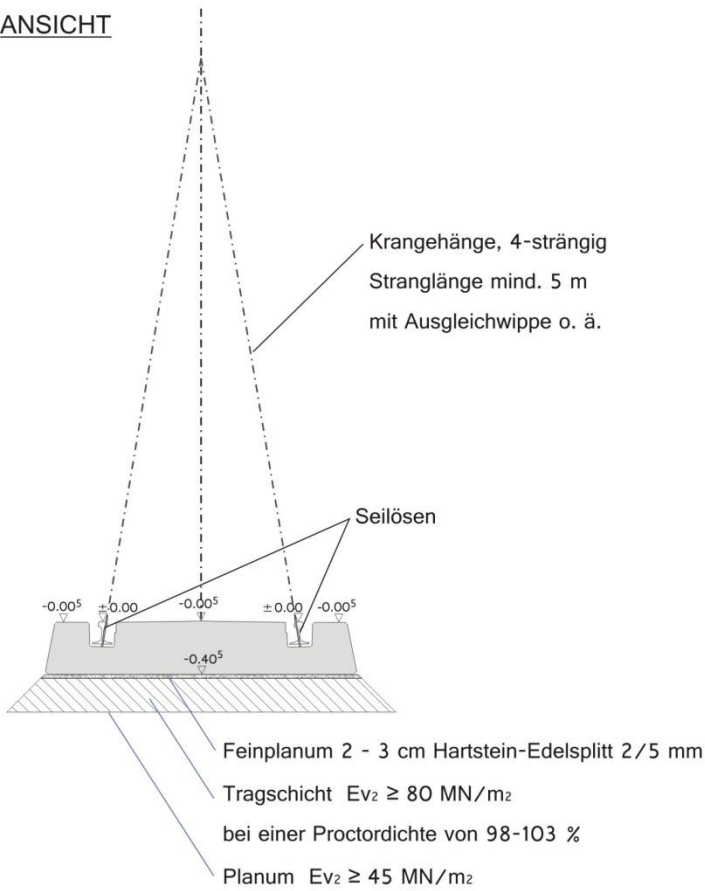 ANSICHT
Krangehänge, 4-strängig
Stranglänge mind. 5 m
mit Ausgleichwippe o. ä.
Seilösen
-0.00⁵ ±0.00 -0.00⁵ ±0.00 -0.00⁵
-0.40⁵
Feinplanum 2 - 3 cm Hartstein-Edelsplitt 2/5 mm
Tragschicht Ev₂ ≥ 80 MN/m₂
bei einer Proctordichte von 98-103 %
Planum Ev₂ ≥ 45 MN/m₂